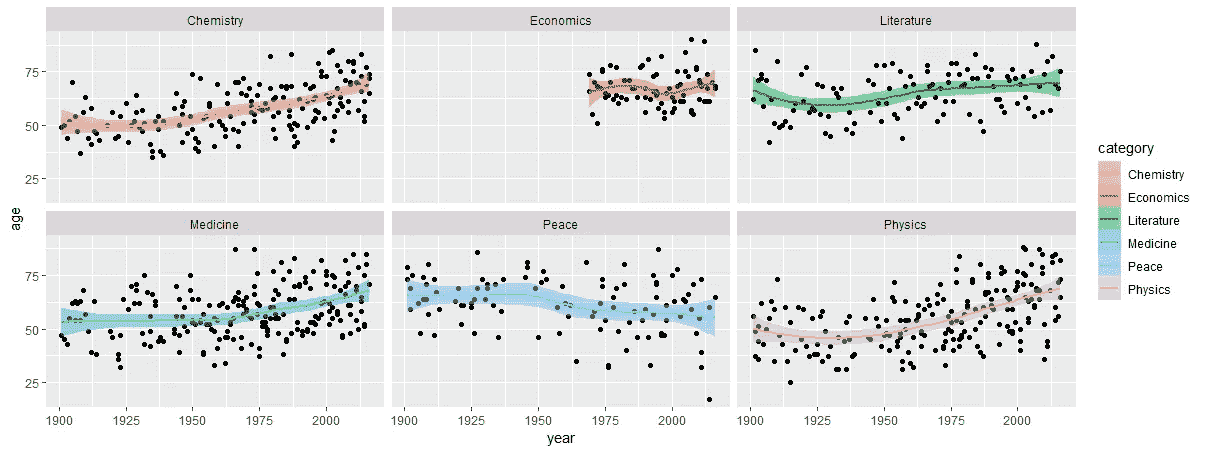 Chemistry
Economics
Literature
75
50
25
age
Medicine
Peace
Physics
75
50
25
1900 1925 1950 1975 2000
1900 1925 1950 1975 2000
1900 1925 1950 1975 2000
year
category
Chemistry
Economics
Literature
Medicine
Peace
Physics